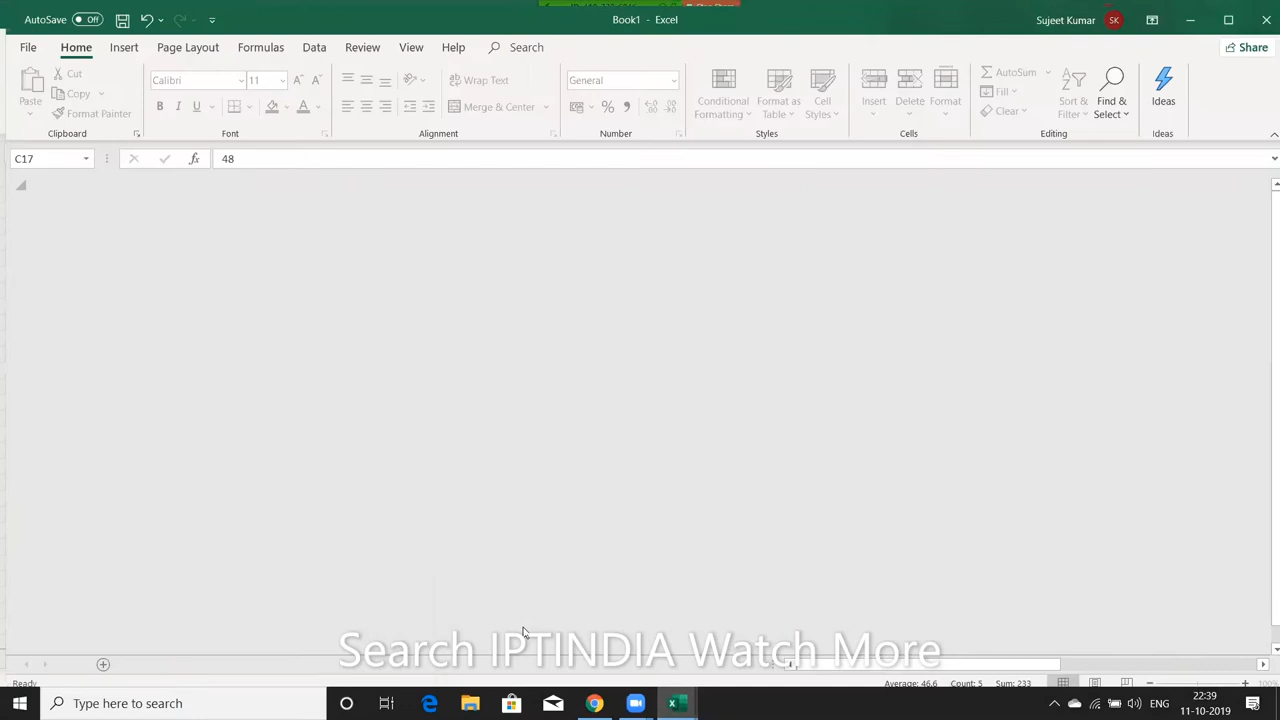 AutoSave Off Book1 - Excel Sujeet Kumar SK
File Home Insert Page Layout Formulas Data Review View Help Search Share
Paste Cut Copy Format Painter Clipboard
Calibri 11 B I U A Font
Wrap Text Merge & Center Alignment
General % Number
Conditional Formatting Format Table Cell Styles Styles
Insert Delete Format Cells
AutoSum Fill Clear Sort Filter Find & Select Editing
Ideas Ideas
C17 fx 48
Search IPTINDIA Watch More
Ready Average: 46.6 Count: 5 Sum: 233 100%
Type here to search ENG 22:39
11-10-2019